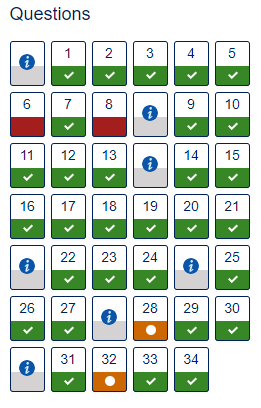 Questions
i 1 2 3 4 5
6 7 8 i 9 10
11 12 13 i 14 15
16 17 18 19 20 21
i 22 23 24 i 25
26 27 i 28 29 30
i 31 32 33 34